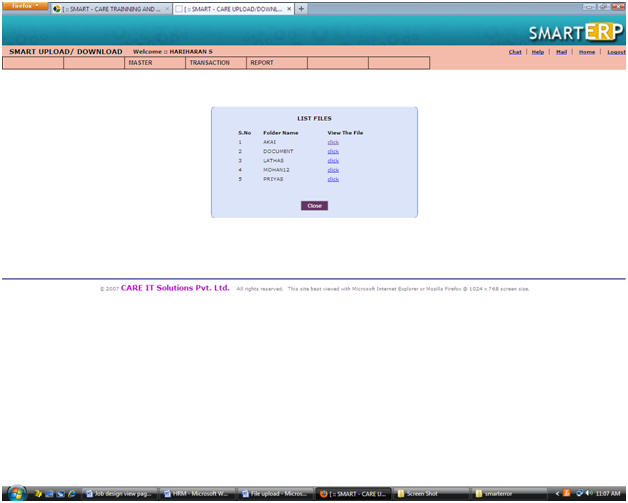 Firefox
[ :: SMART - CARE TRAINNING AND ...
[ :: SMART - CARE UPLOAD/DOWNL...
SMARTERP
SMART UPLOAD/ DOWNLOAD Welcome :: HARIHARAN S Chat | Help | Mail | Home | Logout
MASTER TRANSACTION REPORT
LIST FILES
S.No Folder Name View The File
1 AKAI click
2 DOCUMENT click
3 LATHAS click
4 MOHAN12 click
5 PRIYAS click
Close
© 2007 CARE IT Solutions Pvt. Ltd. All rights reserved. This site best viewed with Microsoft Internet Explorer or Mozilla Firefox @ 1024 x 768 screen size.
Job design view pag... HRM - Microsoft W... File upload - Micros... [ :: SMART - CARE U... Screen Shot smarterror 11:07 AM